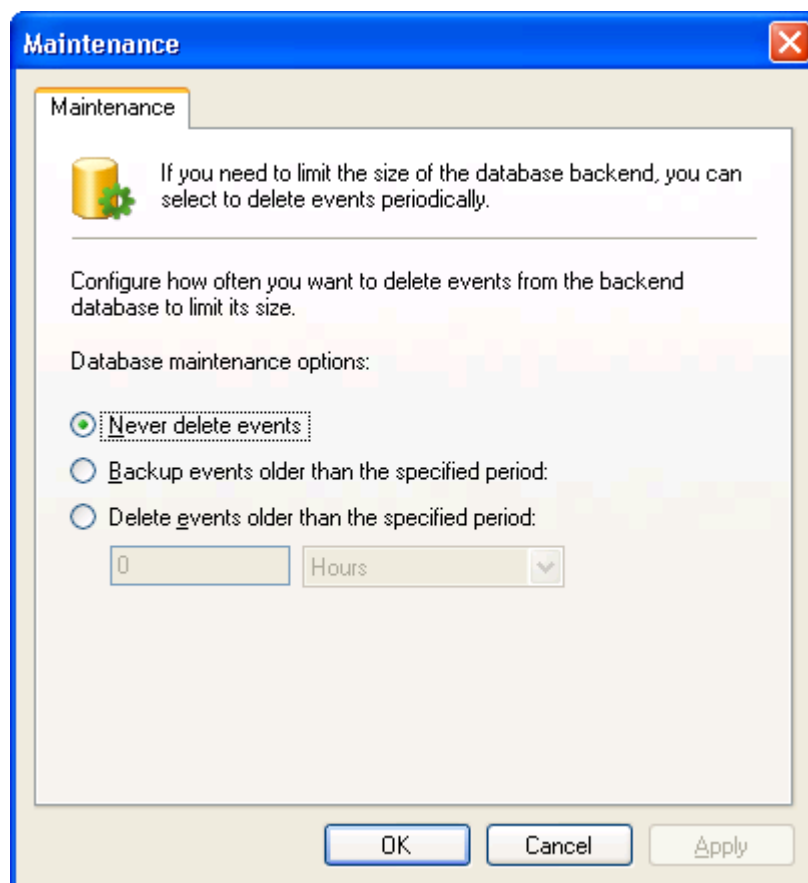 Maintenance
Maintenance
If you need to limit the size of the database backend, you can
select to delete events periodically.
Configure how often you want to delete events from the backend
database to limit its size.
Database maintenance options:
Never delete events
Backup events older than the specified period:
Delete events older than the specified period:
0 Hours
OK Cancel Apply